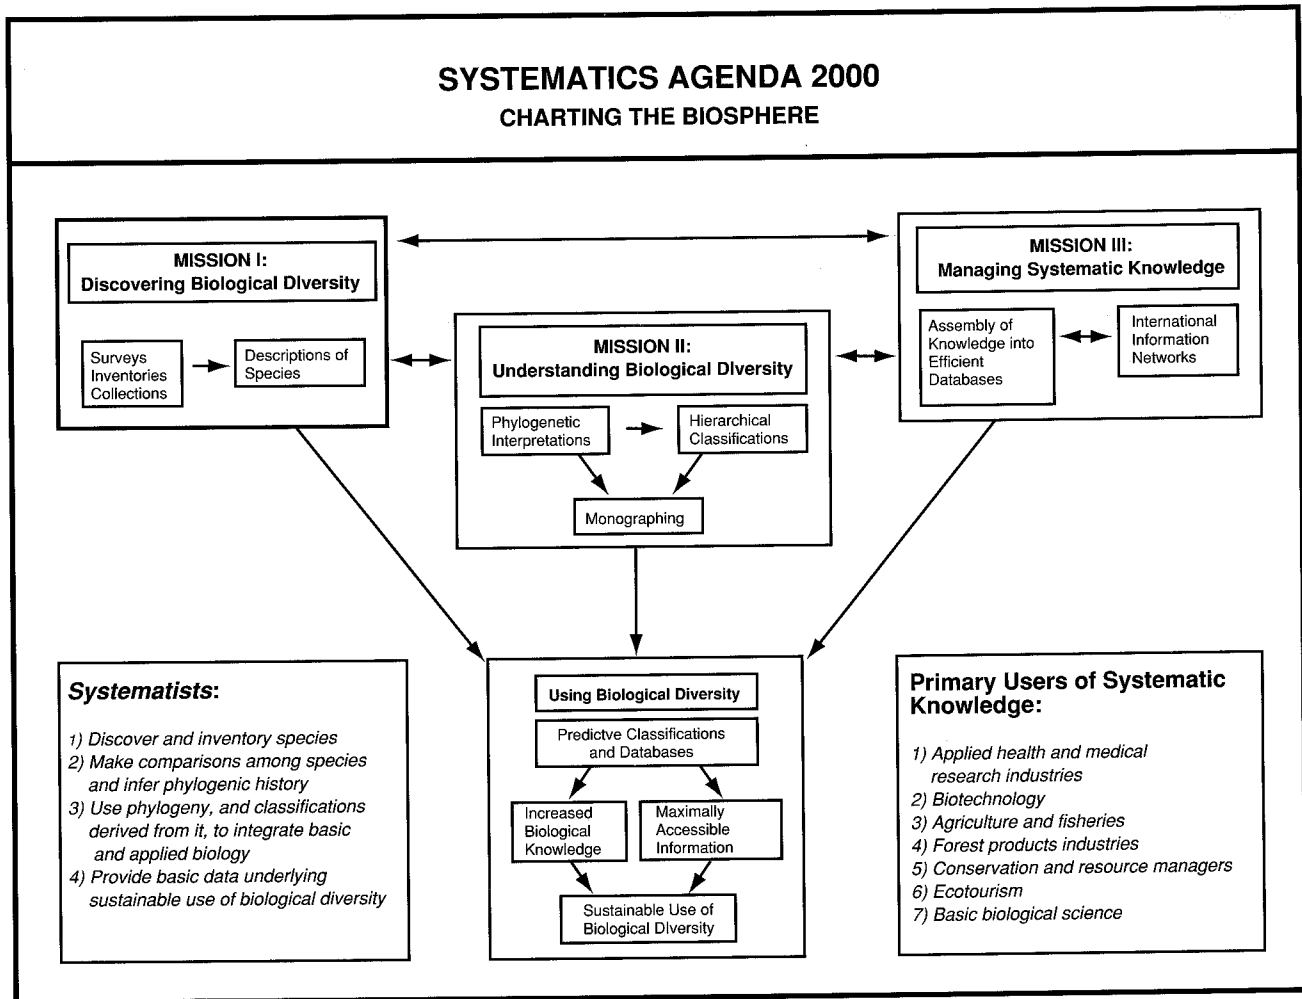 SYSTEMATICS AGENDA 2000
CHARTING THE BIOSPHERE
MISSION I:
Discovering Biological DIversity
Surveys
Inventories
Collections
Descriptions of
Species
MISSION II:
Understanding Biological DIversity
Phylogenetic
Interpretations
Hierarchical
Classifications
Monographing
MISSION III:
Managing Systematic Knowledge
Assembly of
Knowledge into
Efficient
Databases
International
Information
Networks
Systematists:
1) Discover and inventory species
2) Make comparisons among species
and infer phylogenic history
3) Use phylogeny, and classifications
derived from it, to integrate basic
and applied biology
4) Provide basic data underlying
sustainable use of biological diversity
Using Biological Diversity
Predictve Classifications
and Databases
Increased
Biological
Knowledge
Maximally
Accessible
Information
Sustainable Use of
Biological DIversity
Primary Users of Systematic
Knowledge:
1) Applied health and medical
research industries
2) Biotechnology
3) Agriculture and fisheries
4) Forest products industries
5) Conservation and resource managers
6) Ecotourism
7) Basic biological science